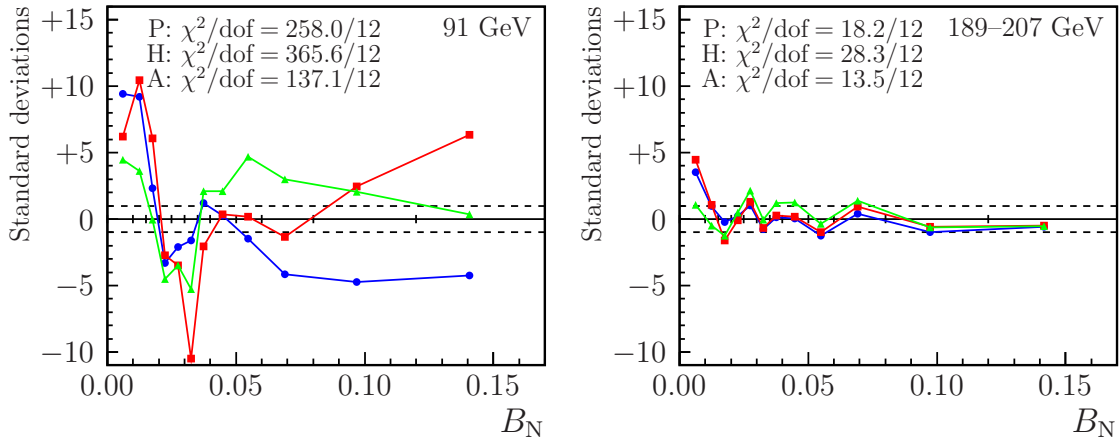 Standard deviations
+15
+10
+5
0
−5
−10
P: χ²/dof = 258.0/12
H: χ²/dof = 365.6/12
A: χ²/dof = 137.1/12
91 GeV
0.00 0.05 0.10 0.15
B_N
Standard deviations
+15
+10
+5
0
−5
−10
P: χ²/dof = 18.2/12
H: χ²/dof = 28.3/12
A: χ²/dof = 13.5/12
189–207 GeV
0.00 0.05 0.10 0.15
B_N